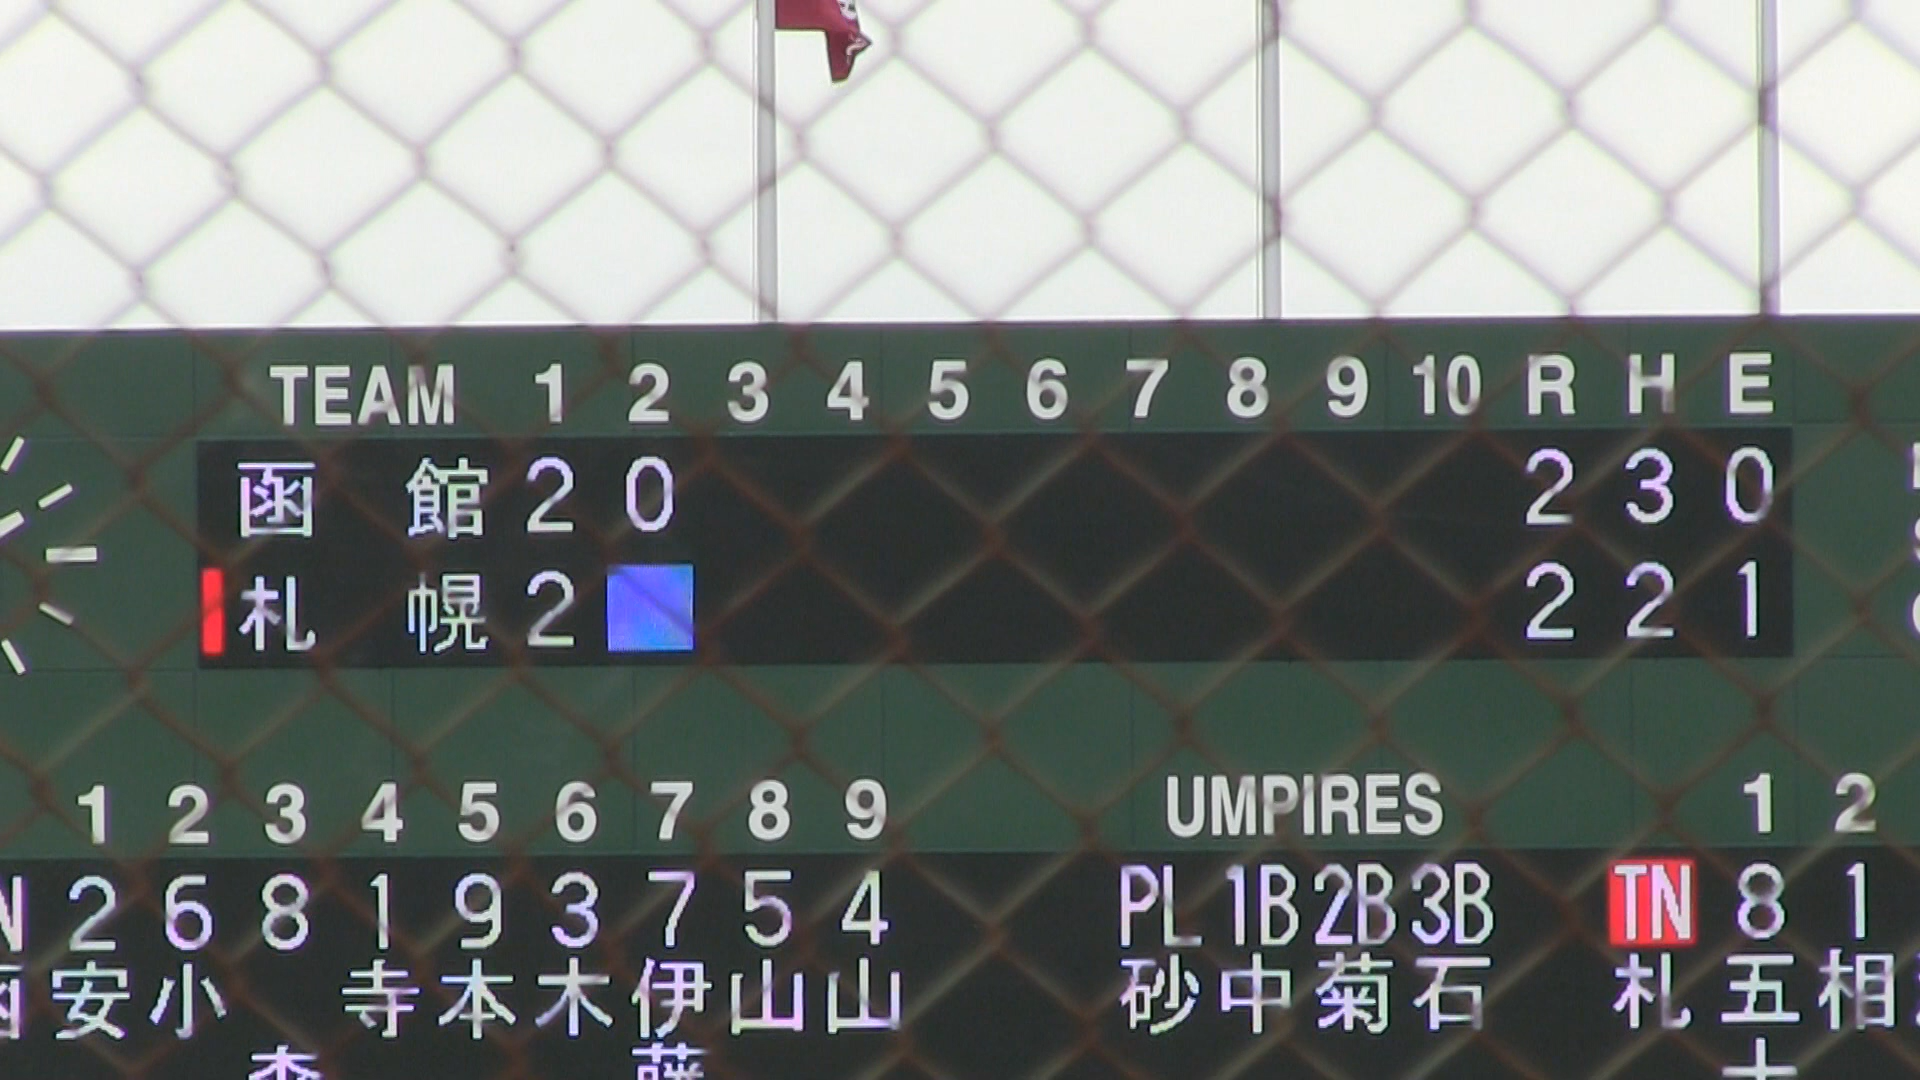 TEAM 1 2 3 4 5 6 7 8 9 10 R H E
函館 2 0 2 3 0
札幌 2 2 2 1
1 2 3 4 5 6 7 8 9 UMPIRES 1 2
2 6 8 1 9 3 7 5 4 PL 1B 2B 3B TN 8 1
安 小 寺 本 木 伊 山 山 砂 中 菊 石 札 五 相